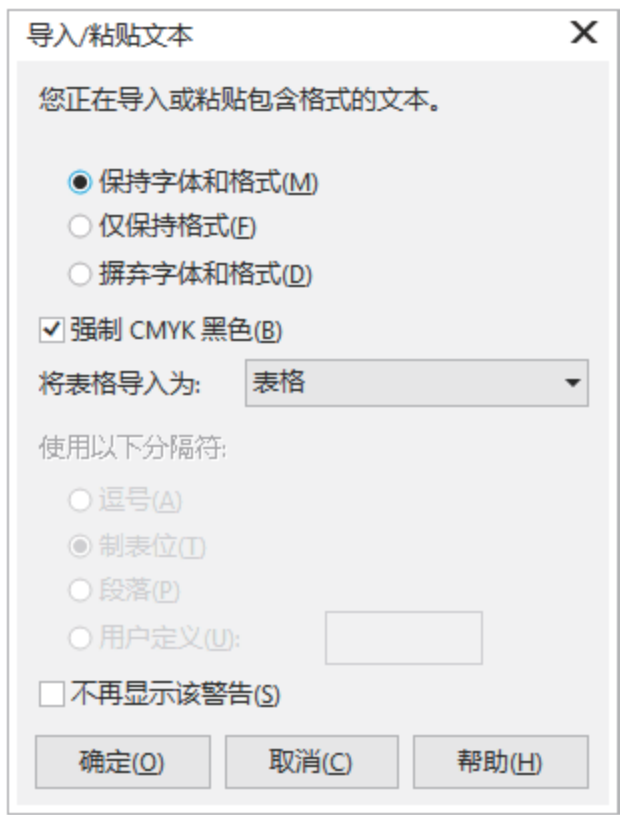 导入/粘贴文本
您正在导入或粘贴包含格式的文本。
保持字体和格式(M)
仅保持格式(F)
摒弃字体和格式(D)
强制 CMYK 黑色(B)
将表格导入为: 表格
使用以下分隔符:
逗号(A)
制表位(T)
段落(P)
用户定义(U):
不再显示该警告(S)
确定(O) 取消(C) 帮助(H)